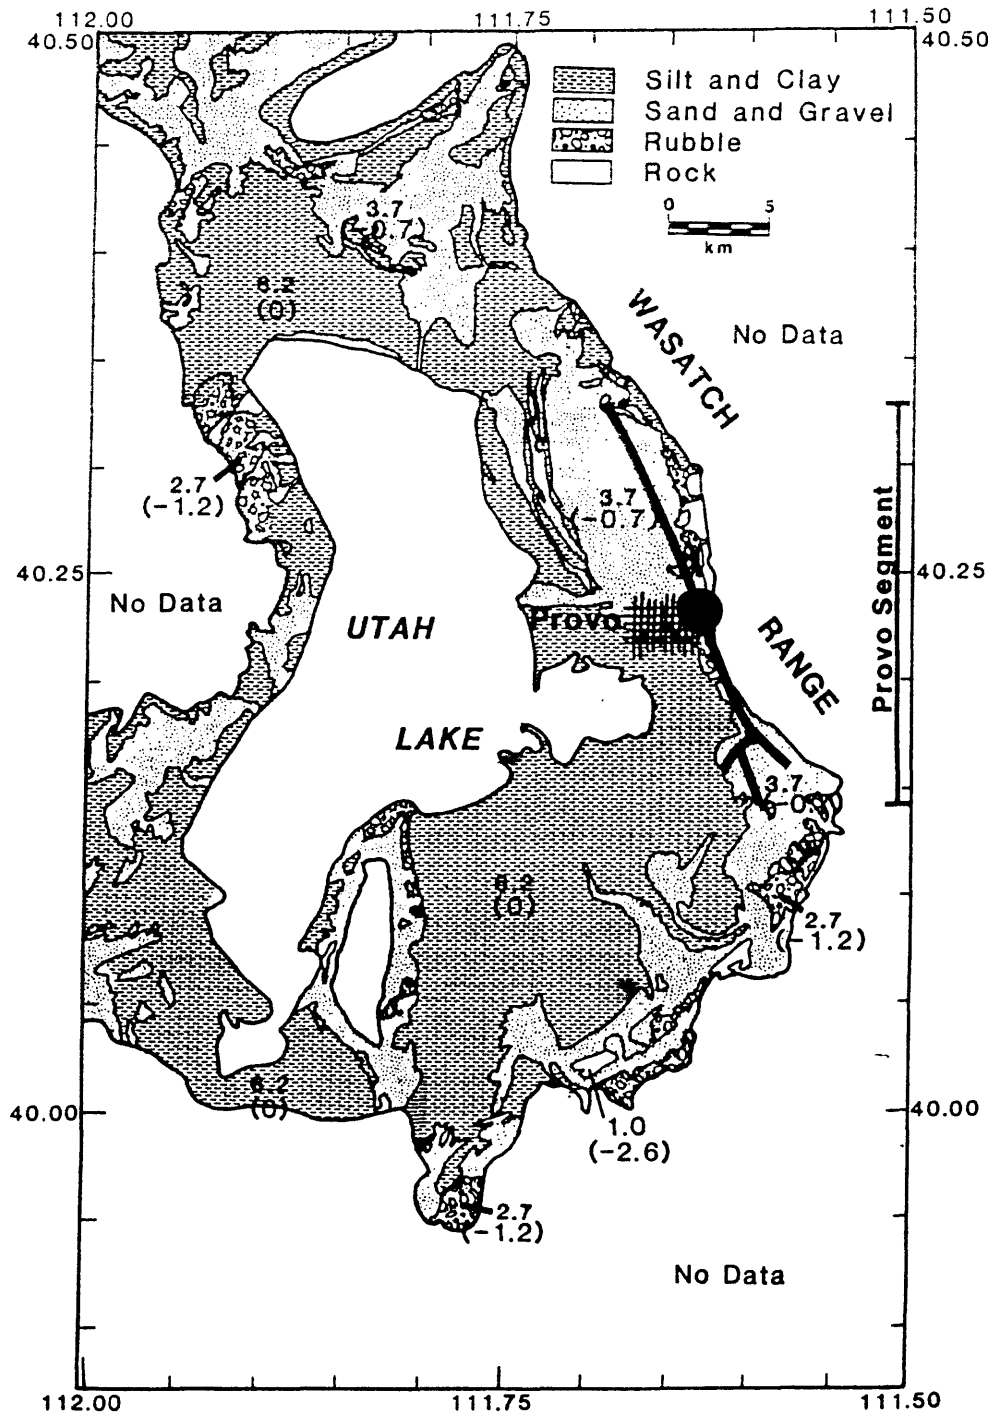 112.00 111.75 111.50
40.50 40.50
Silt and Clay
Sand and Gravel
Rubble
Rock
0 5
km
3.7
(-0.7)
6.2
(0)
WASATCH
No Data
2.7
(-1.2)
3.7
(-0.7)
Provo Segment
40.25 40.25
No Data
UTAH
Provo
RANGE
LAKE
3.7
6.2
(0)
2.7
(-1.2)
6.2
(0)
40.00 40.00
1.0
(-2.6)
2.7
(-1.2)
No Data
112.00 111.75 111.50